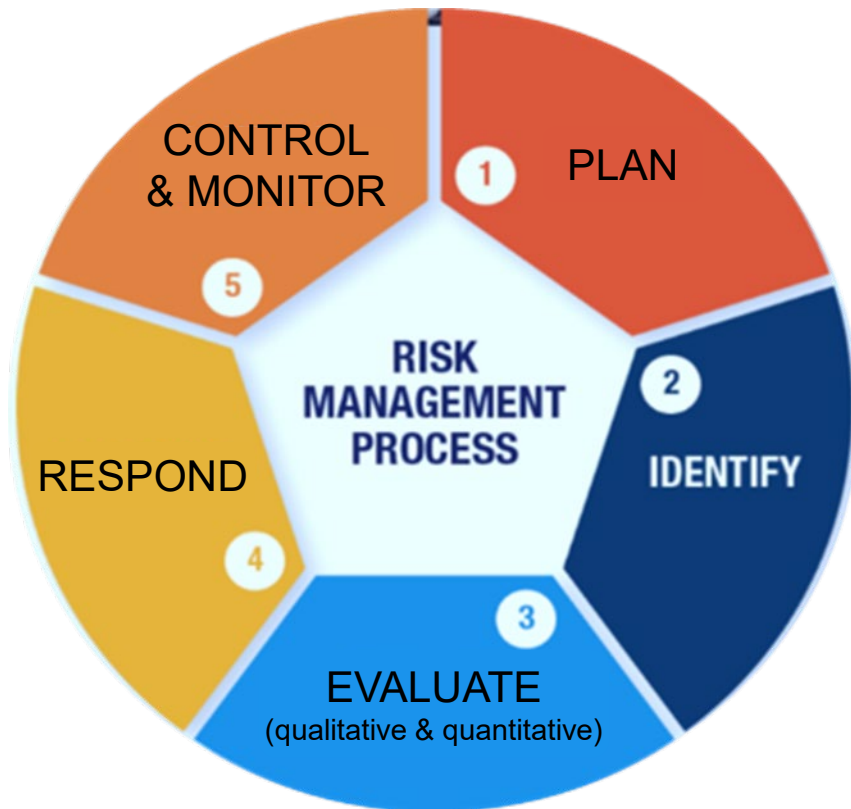 RISK
MANAGEMENT
PROCESS
1
PLAN
2
IDENTIFY
3
EVALUATE
(qualitative & quantitative)
4
RESPOND
5
CONTROL
& MONITOR